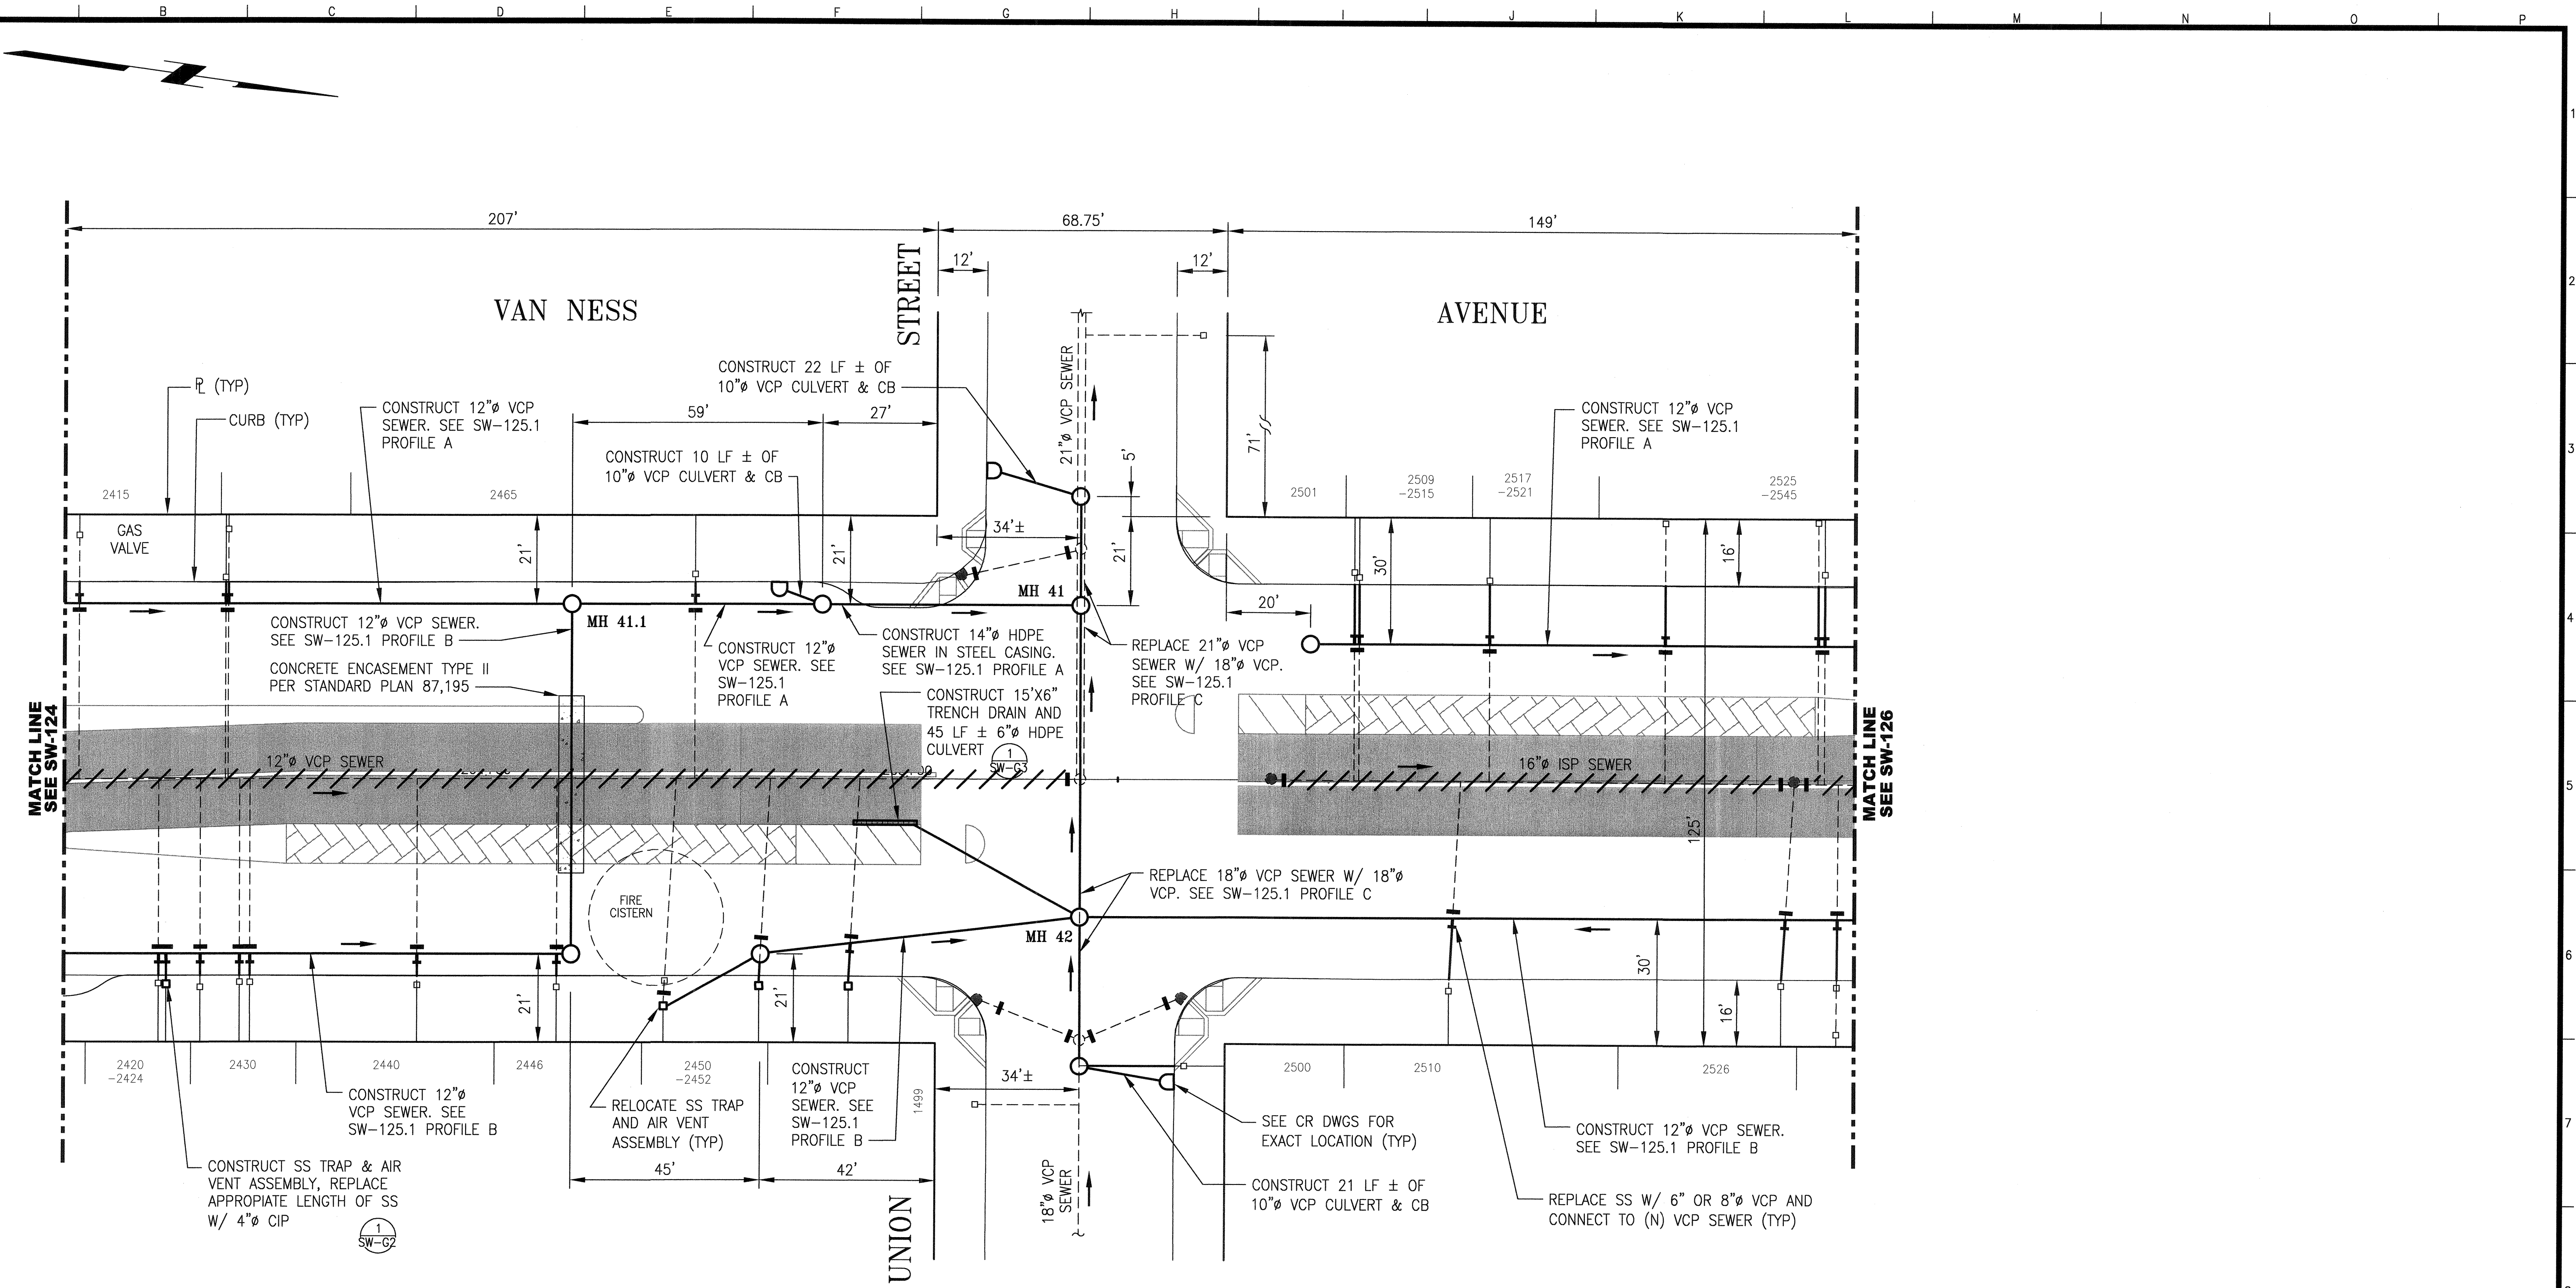 B C D E F G H I J K L M N O P
1
2
3
4
5
6
7
207'
68.75'
149'
12'
12'
VAN NESS
STREET
AVENUE
CONSTRUCT 22 LF ± OF
10"ø VCP CULVERT & CB
21"ø VCP SEWER
71'
5'
PL (TYP)
CURB (TYP)
CONSTRUCT 12"ø VCP
SEWER. SEE SW-125.1
PROFILE A
59'
27'
CONSTRUCT 10 LF ± OF
10"ø VCP CULVERT & CB
CONSTRUCT 12"ø VCP
SEWER. SEE SW-125.1
PROFILE A
2415
2465
2501
2509
-2515
2517
-2521
2525
-2545
GAS
VALVE
21'
21'
34'±
21'
30'
16'
MH 41
20'
MH 41.1
CONSTRUCT 12"ø VCP SEWER.
SEE SW-125.1 PROFILE B
CONSTRUCT 12"ø
VCP SEWER. SEE
SW-125.1
PROFILE A
CONSTRUCT 14"ø HDPE
SEWER IN STEEL CASING.
SEE SW-125.1 PROFILE A
REPLACE 21"ø VCP
SEWER W/ 18"ø VCP.
SEE SW-125.1
PROFILE C
CONCRETE ENCASEMENT TYPE II
PER STANDARD PLAN 87,195
CONSTRUCT 15'X6"
TRENCH DRAIN AND
45 LF ± 6"ø HDPE
CULVERT
1
SW-G3
MATCH LINE
SEE SW-124
12"ø VCP SEWER
16"ø ISP SEWER
MATCH LINE
SEE SW-126
125'
FIRE
CISTERN
REPLACE 18"ø VCP SEWER W/ 18"ø
VCP. SEE SW-125.1 PROFILE C
MH 42
21'
21'
30'
16'
2420
-2424
2430
2440
2446
2450
-2452
1499
2500
2510
2526
CONSTRUCT 12"ø
VCP SEWER. SEE
SW-125.1 PROFILE B
RELOCATE SS TRAP
AND AIR VENT
ASSEMBLY (TYP)
CONSTRUCT
12"ø VCP
SEWER. SEE
SW-125.1
PROFILE B
34'±
SEE CR DWGS FOR
EXACT LOCATION (TYP)
CONSTRUCT 12"ø VCP SEWER.
SEE SW-125.1 PROFILE B
CONSTRUCT SS TRAP & AIR
VENT ASSEMBLY, REPLACE
APPROPIATE LENGTH OF SS
W/ 4"ø CIP
1
SW-G2
45'
42'
UNION
18"ø VCP
SEWER
CONSTRUCT 21 LF ± OF
10"ø VCP CULVERT & CB
REPLACE SS W/ 6" OR 8"ø VCP AND
CONNECT TO (N) VCP SEWER (TYP)